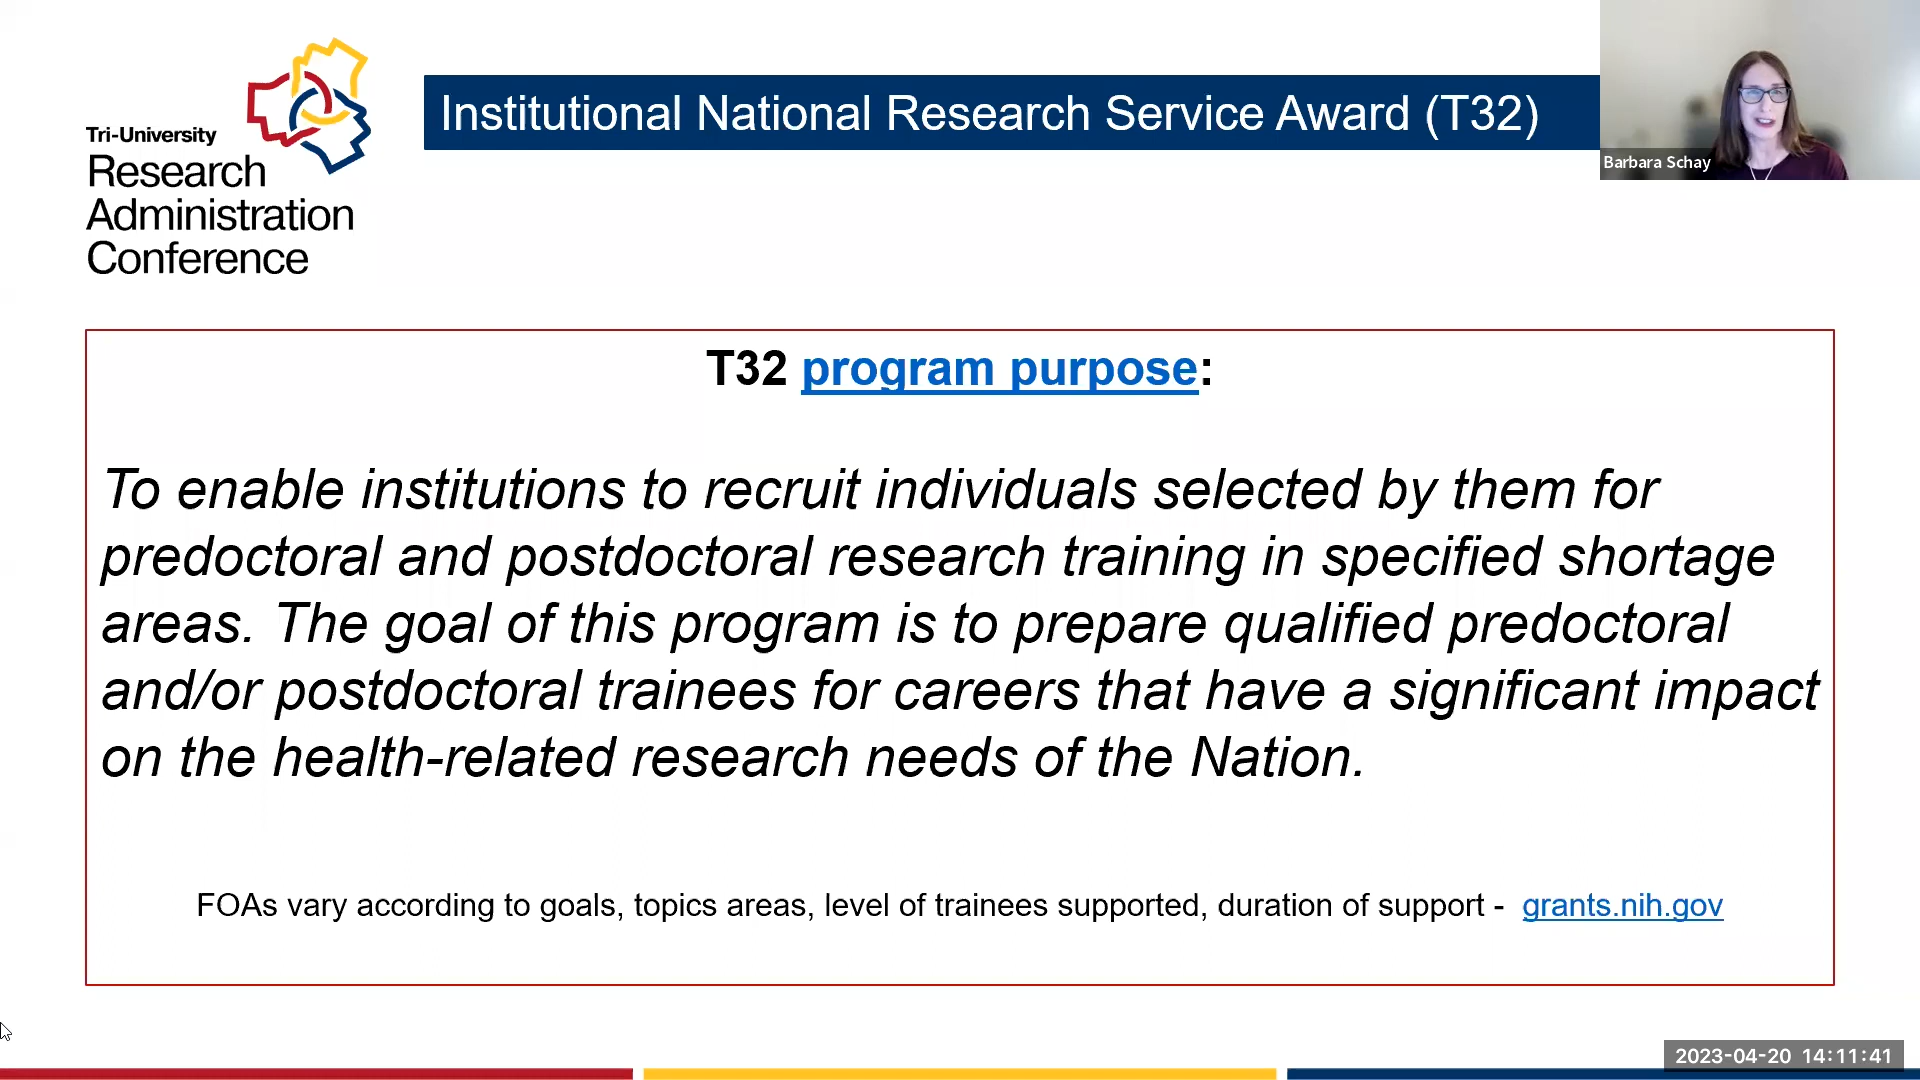 Tri-University
Research
Administration
Conference
Institutional National Research Service Award (T32)
Barbara Schay
T32 program purpose:
To enable institutions to recruit individuals selected by them for
predoctoral and postdoctoral research training in specified shortage
areas. The goal of this program is to prepare qualified predoctoral
and/or postdoctoral trainees for careers that have a significant impact
on the health-related research needs of the Nation.
FOAs vary according to goals, topics areas, level of trainees supported, duration of support - grants.nih.gov
2023-04-20 14:11:41